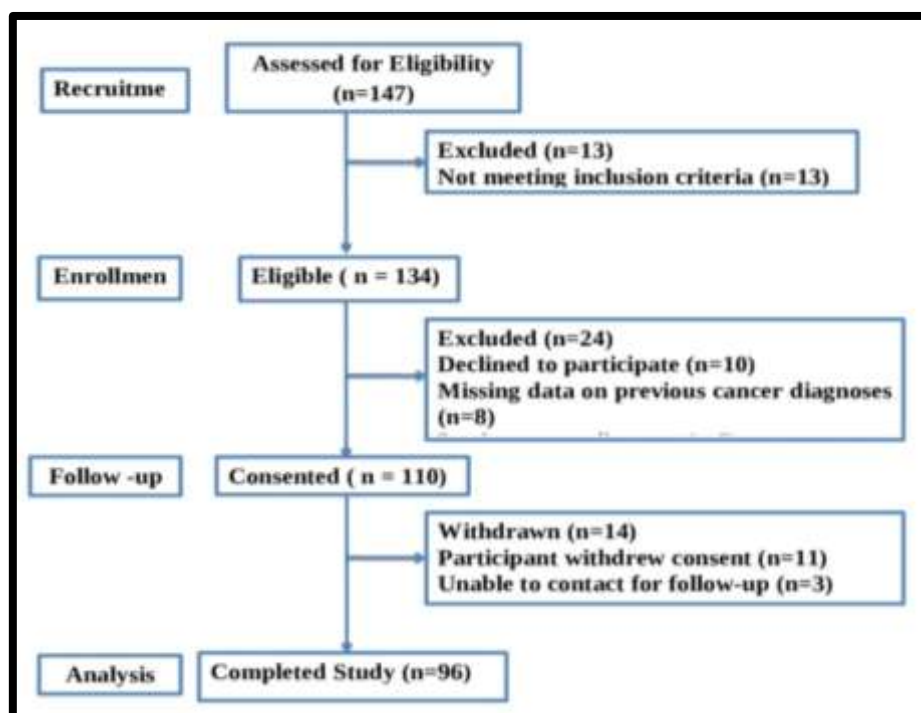 Assessed for Eligibility
(n=147)
Recruitme
Excluded (n=13)
Not meeting inclusion criteria (n=13)
Enrollmen
Eligible ( n = 134)
Excluded (n=24)
Declined to participate (n=10)
Missing data on previous cancer diagnoses
(n=8)
Follow -up
Consented ( n = 110)
Withdrawn (n=14)
Participant withdrew consent (n=11)
Unable to contact for follow-up (n=3)
Analysis
Completed Study (n=96)